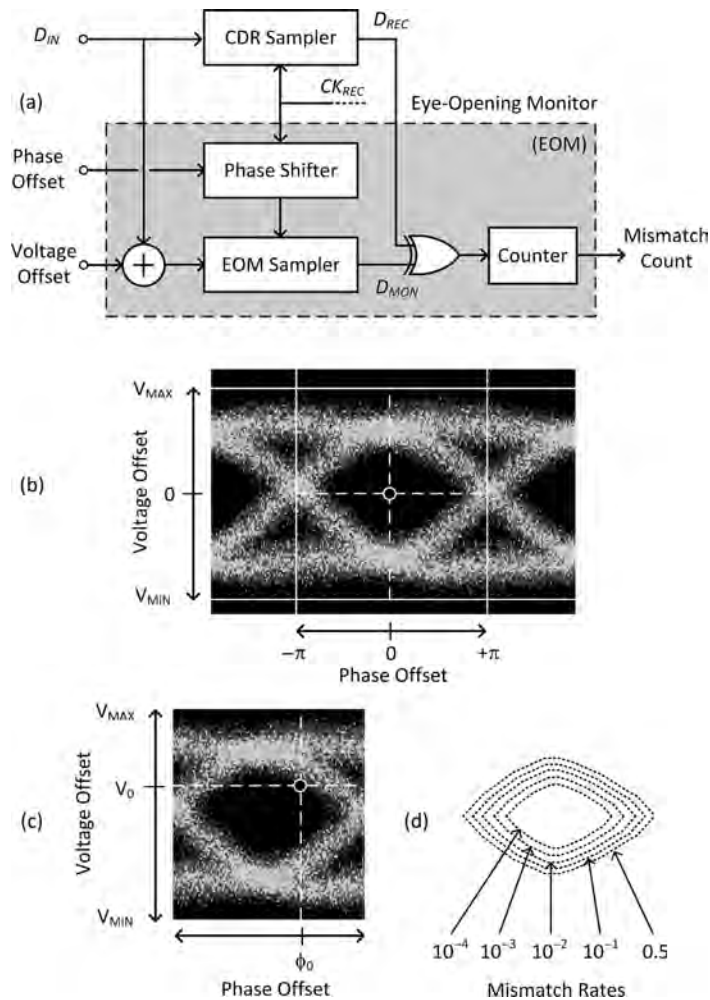 D_IN
CDR Sampler
D_REC
CK_REC
(a)
Eye-Opening Monitor
(EOM)
Phase
Offset
Phase Shifter
Voltage
Offset
+
EOM Sampler
D_MON
Counter
Mismatch
Count
(b)
V_MAX
Voltage Offset
0
V_MIN
−π
0
+π
Phase Offset
(c)
V_MAX
Voltage Offset
V_0
V_MIN
ϕ_0
Phase Offset
(d)
10⁻⁴ 10⁻³ 10⁻² 10⁻¹ 0.5
Mismatch Rates